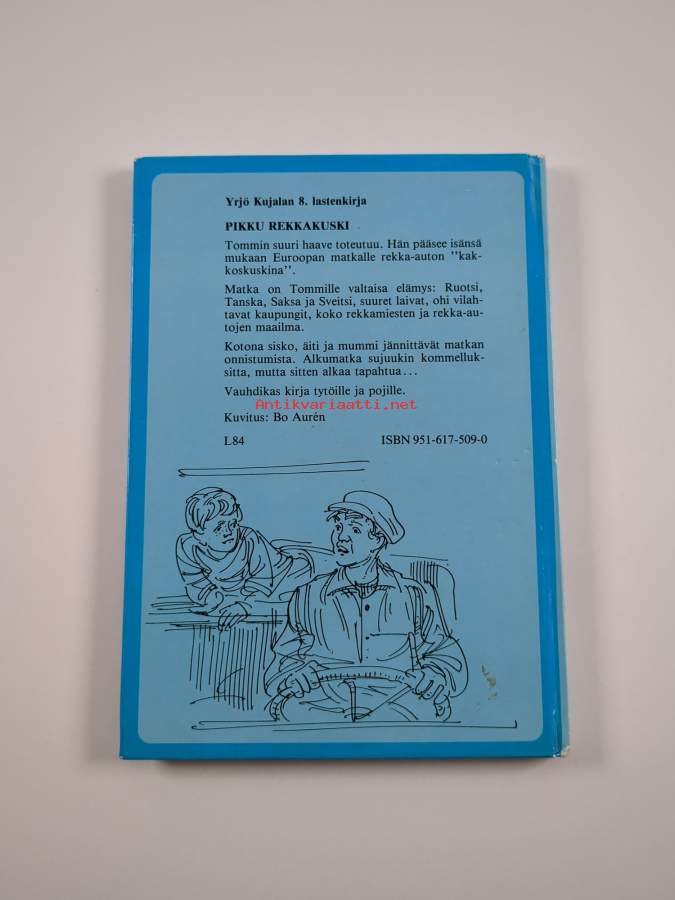 Yrjö Kujalan 8. lastenkirja
PIKKU REKKAKUSKI
Tommin suuri haave toteutuu. Hän pääsee isänsä
mukaan Euroopan matkalle rekka-auton "kak-
koskuskina".
Matka on Tommille valtaisa elämys: Ruotsi,
Tanska, Saksa ja Sveitsi, suuret laivat, ohi vilah-
tavat kaupungit, koko rekkamiesten ja rekka-au-
tojen maailma.
Kotona sisko, äiti ja mummi jännittävät matkan
onnistumista. Alkumatka sujuukin kommelluk-
sitta, mutta sitten alkaa tapahtua...
Vauhdikas kirja tytöille ja pojille.
Antikvariaatti.net
Kuvitus: Bo Aurén
L84 ISBN 951-617-509-0